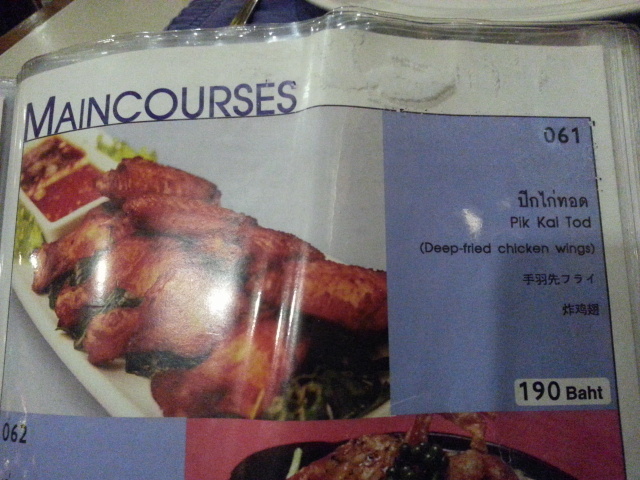 MAINCOURSES
061
ปีกไก่ทอด
Pik Kai Tod
(Deep-fried chicken wings)
手羽先フライ
炸鸡翅
190 Baht
062